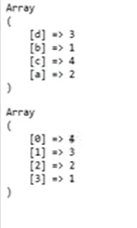 Array
(
[d] => 3
[b] => 1
[c] => 4
[a] => 2
)
Array
(
[0] => 4
[1] => 3
[2] => 2
[3] => 1
)